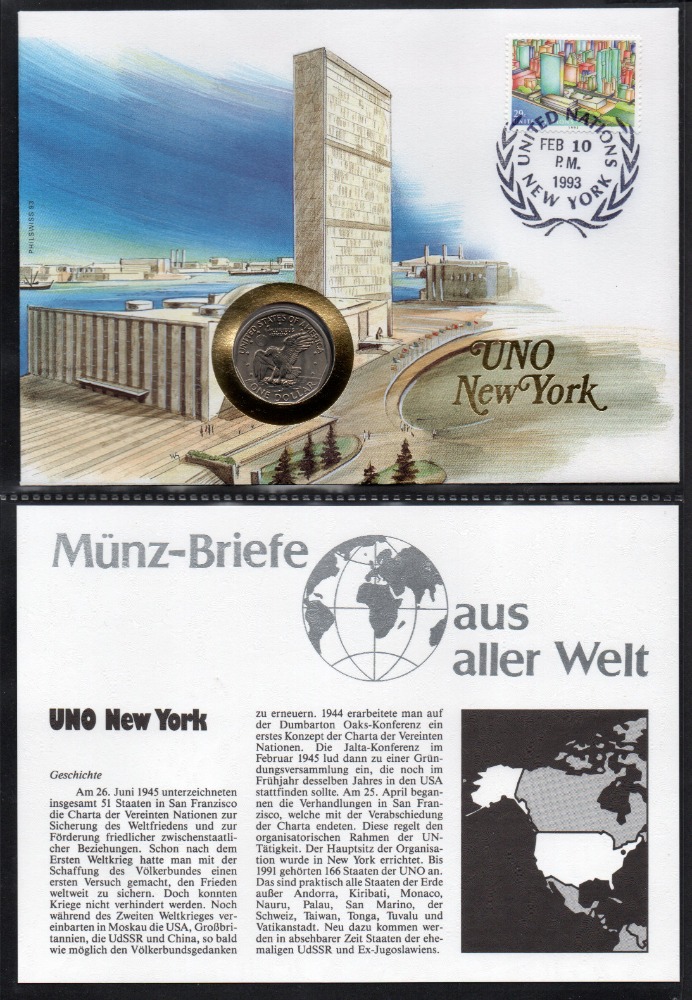 29
UNITED NATIONS
FEB 10
P.M.
1993
NEW YORK
PHILSWISS 93
UNITED STATES OF AMERICA
ONE DOLLAR
UNO
New York
Münz-Briefe
aus
aller Welt
UNO New York
Geschichte
Am 26. Juni 1945 unterzeichneten
insgesamt 51 Staaten in San Franzisco
die Charta der Vereinten Nationen zur
Sicherung des Weltfriedens und zur
Förderung friedlicher zwischenstaatli-
cher Beziehungen. Schon nach dem
Ersten Weltkrieg hatte man mit der
Schaffung des Völkerbundes einen
ersten Versuch gemacht, den Frieden
weltweit zu sichern. Doch konnten
Kriege nicht verhindert werden. Noch
während des Zweiten Weltkrieges ver-
einbarten in Moskau die USA, Großbri-
tannien, die UdSSR und China, so bald
wie möglich den Völkerbundsgedanken
zu erneuern. 1944 erarbeitete man auf
der Dumbarton Oaks-Konferenz ein
erstes Konzept der Charta der Vereinten
Nationen. Die Jalta-Konferenz im
Februar 1945 lud dann zu einer Grün-
dungsversammlung ein, die noch im
Frühjahr desselben Jahres in den USA
stattfinden sollte. Am 25. April began-
nen die Verhandlungen in San Fran-
zisco, welche mit der Verabschiedung
der Charta endeten. Diese regelt den
organisatorischen Rahmen der UN-
Tätigkeit. Der Hauptsitz der Organisa-
tion wurde in New York errichtet. Bis
1991 gehörten 166 Staaten der UNO an.
Das sind praktisch alle Staaten der Erde
außer Andorra, Kiribati, Monaco,
Nauru, Palau, San Marino, der
Schweiz, Taiwan, Tonga, Tuvalu und
Vatikanstadt. Neu dazu kommen wer-
den in absehbarer Zeit Staaten der ehe-
maligen UdSSR und Ex-Jugoslawiens.